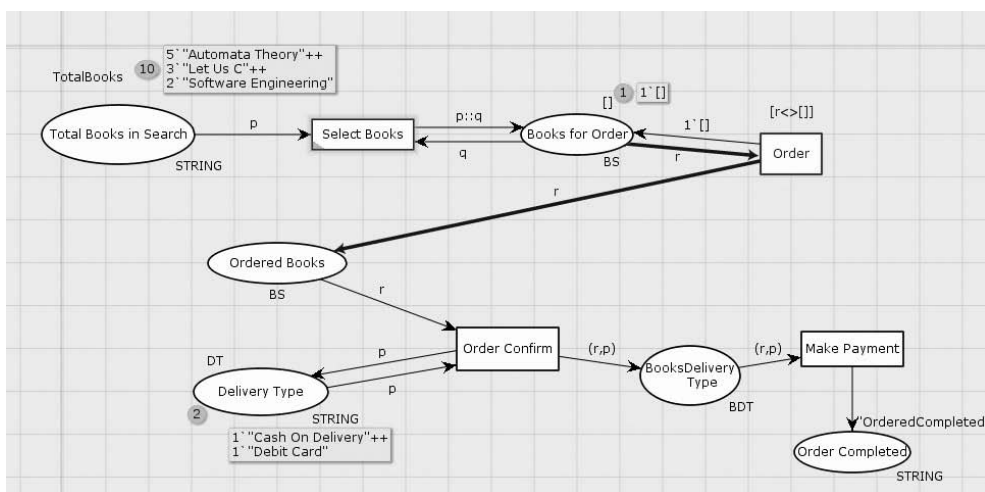 5`"Automata Theory"++
10
3`"Let Us C"++
TotalBooks
2`"Software Engineering"
1
1`[]
[]
[r<>[]]
p::q
1`[]
p
Total Books in Search
Select Books
Books for Order
Order
q
r
STRING
BS
r
Ordered Books
BS
r
Order Confirm
(r,p)
(r,p)
Make Payment
DT
p
BooksDelivery
Type
Delivery Type
p
BDT
2
STRING
"OrderedCompleted
1`"Cash On Delivery"++
1`"Debit Card"
Order Completed
STRING